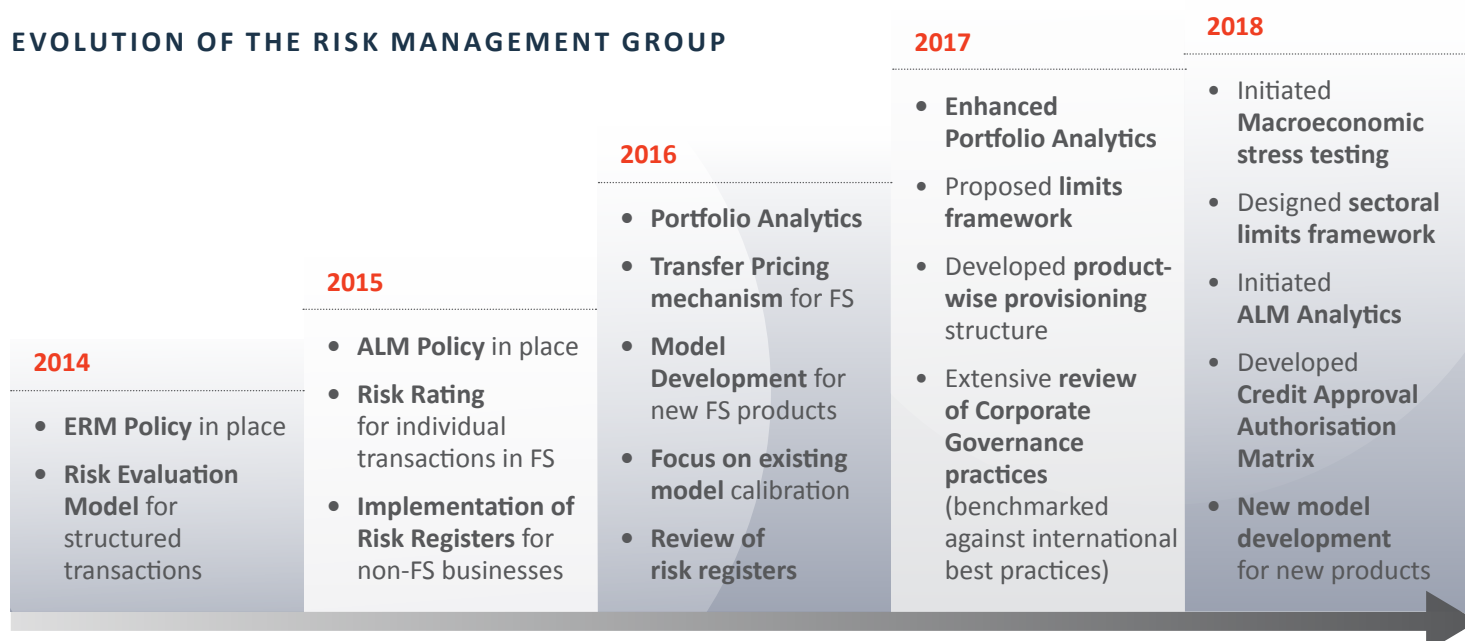 EVOLUTION OF THE RISK MANAGEMENT GROUP
2014
• ERM Policy in place
• Risk Evaluation
Model for
structured
transactions
2015
• ALM Policy in place
• Risk Rating
for individual
transactions in FS
• Implementation of
Risk Registers for
non-FS businesses
2016
• Portfolio Analytics
• Transfer Pricing
mechanism for FS
• Model
Development for
new FS products
• Focus on existing
model calibration
• Review of
risk registers
2017
• Enhanced
Portfolio Analytics
• Proposed limits
framework
• Developed product-
wise provisioning
structure
• Extensive review
of Corporate
Governance
practices
(benchmarked
against international
best practices)
2018
• Initiated
Macroeconomic
stress testing
• Designed sectoral
limits framework
• Initiated
ALM Analytics
• Developed
Credit Approval
Authorisation
Matrix
• New model
development
for new products